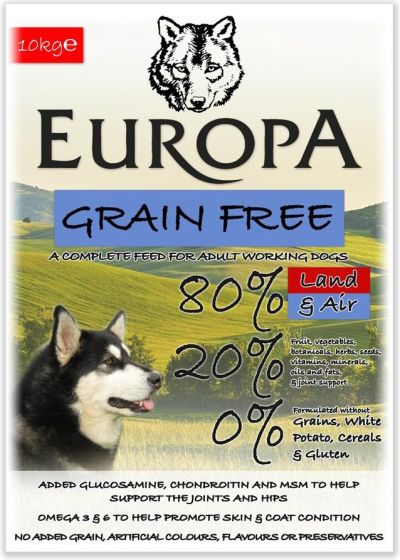 10kge
EUROPA
GRAIN FREE
A COMPLETE FEED FOR ADULT WORKING DOGS
80% Land
& Air
20%
Fruit, vegetables,
botanicals, herbs, seeds,
vitamins, minerals,
oils and fats,
& joint support
0%
Formulated without
Grains, White
Potato, Cereals
& Gluten
ADDED GLUCOSAMINE, CHONDROITIN AND MSM TO HELP
SUPPORT THE JOINTS AND HIPS
OMEGA 3 & 6 TO HELP PROMOTE SKIN & COAT CONDITION
NO ADDED GRAIN, ARTIFICIAL COLOURS, FLAVOURS OR PRESERVATIVES